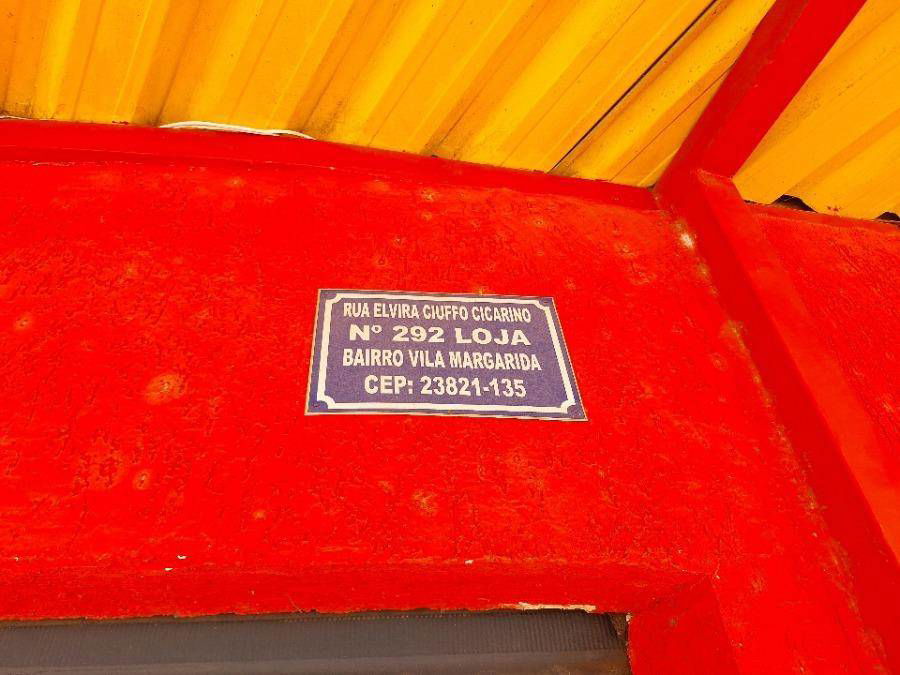 RUA ELVIRA CIUFFO CICARINO
Nº 292 LOJA
BAIRRO VILA MARGARIDA
CEP: 23821-135